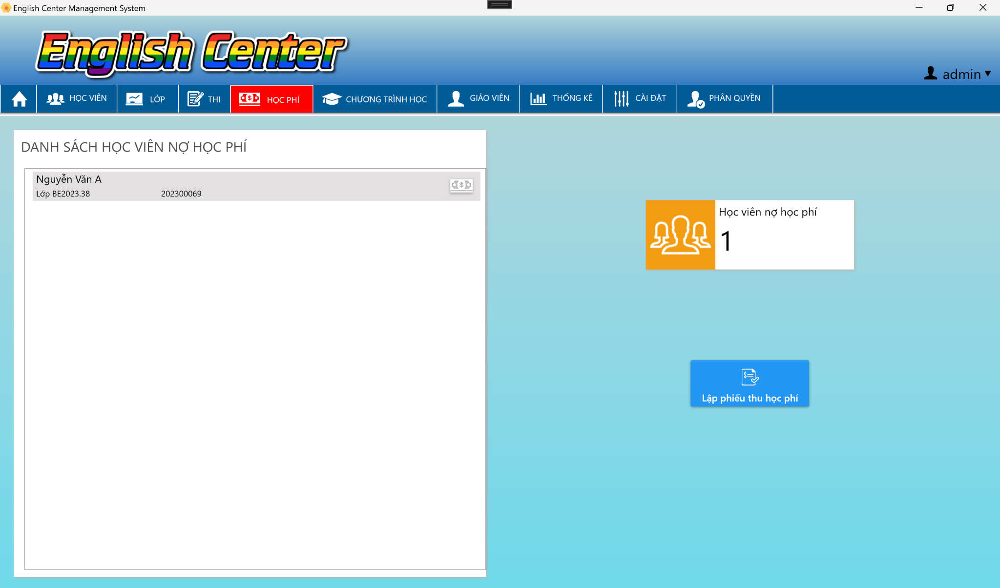 English Center Management System
English Center
admin
HỌC VIÊN
LỚP
THI
HỌC PHÍ
CHƯƠNG TRÌNH HỌC
GIÁO VIÊN
THỐNG KÊ
CÀI ĐẶT
PHÂN QUYỀN
DANH SÁCH HỌC VIÊN NỢ HỌC PHÍ
Nguyễn Văn A
Lớp BE2023.38 202300069
Học viên nợ học phí
1
Lập phiếu thu học phí